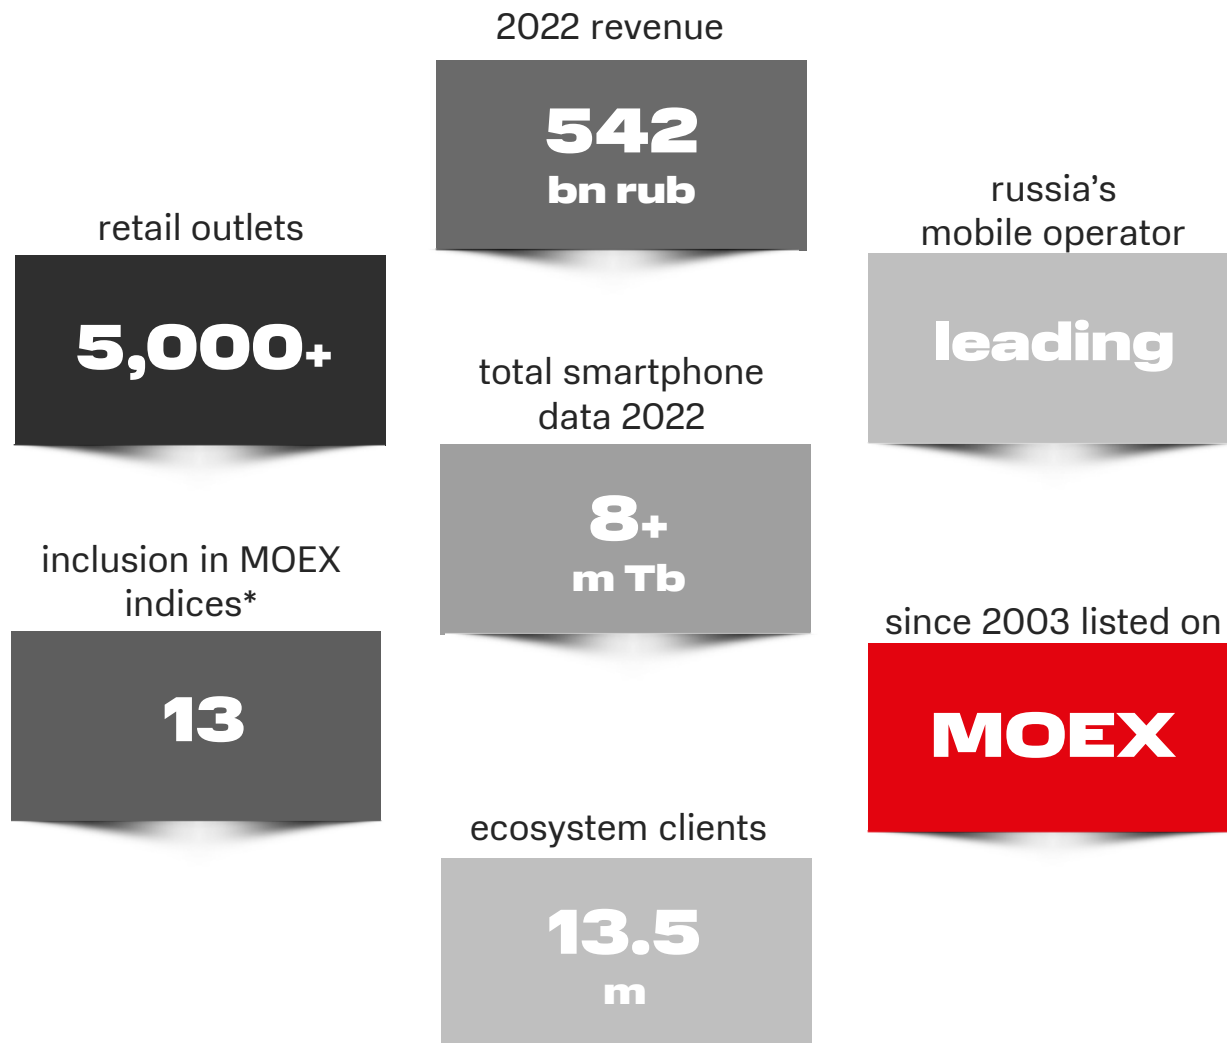 2022 revenue
542
bn rub
retail outlets
5,000+
russia's
mobile operator
leading
total smartphone
data 2022
8+
m Tb
inclusion in MOEX
indices*
13
since 2003 listed on
MOEX
ecosystem clients
13.5
m